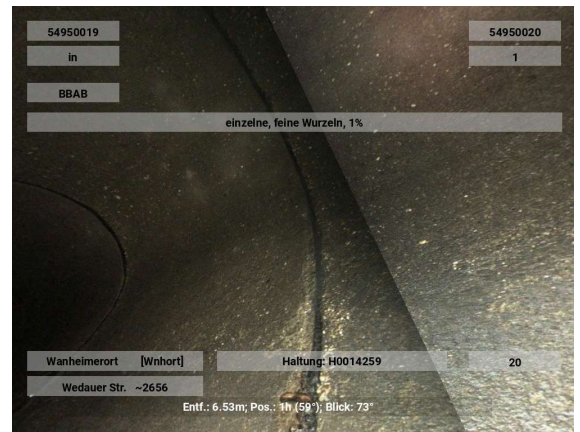 54950019 54950020
in 1
BBAB
einzelne, feine Wurzeln, 1%
Wanheimerort [Wnhort] Haltung: H0014259 20
Wedauer Str. ~2656
Entf.: 6.53m; Pos.: 1h (59°); Blick: 73°